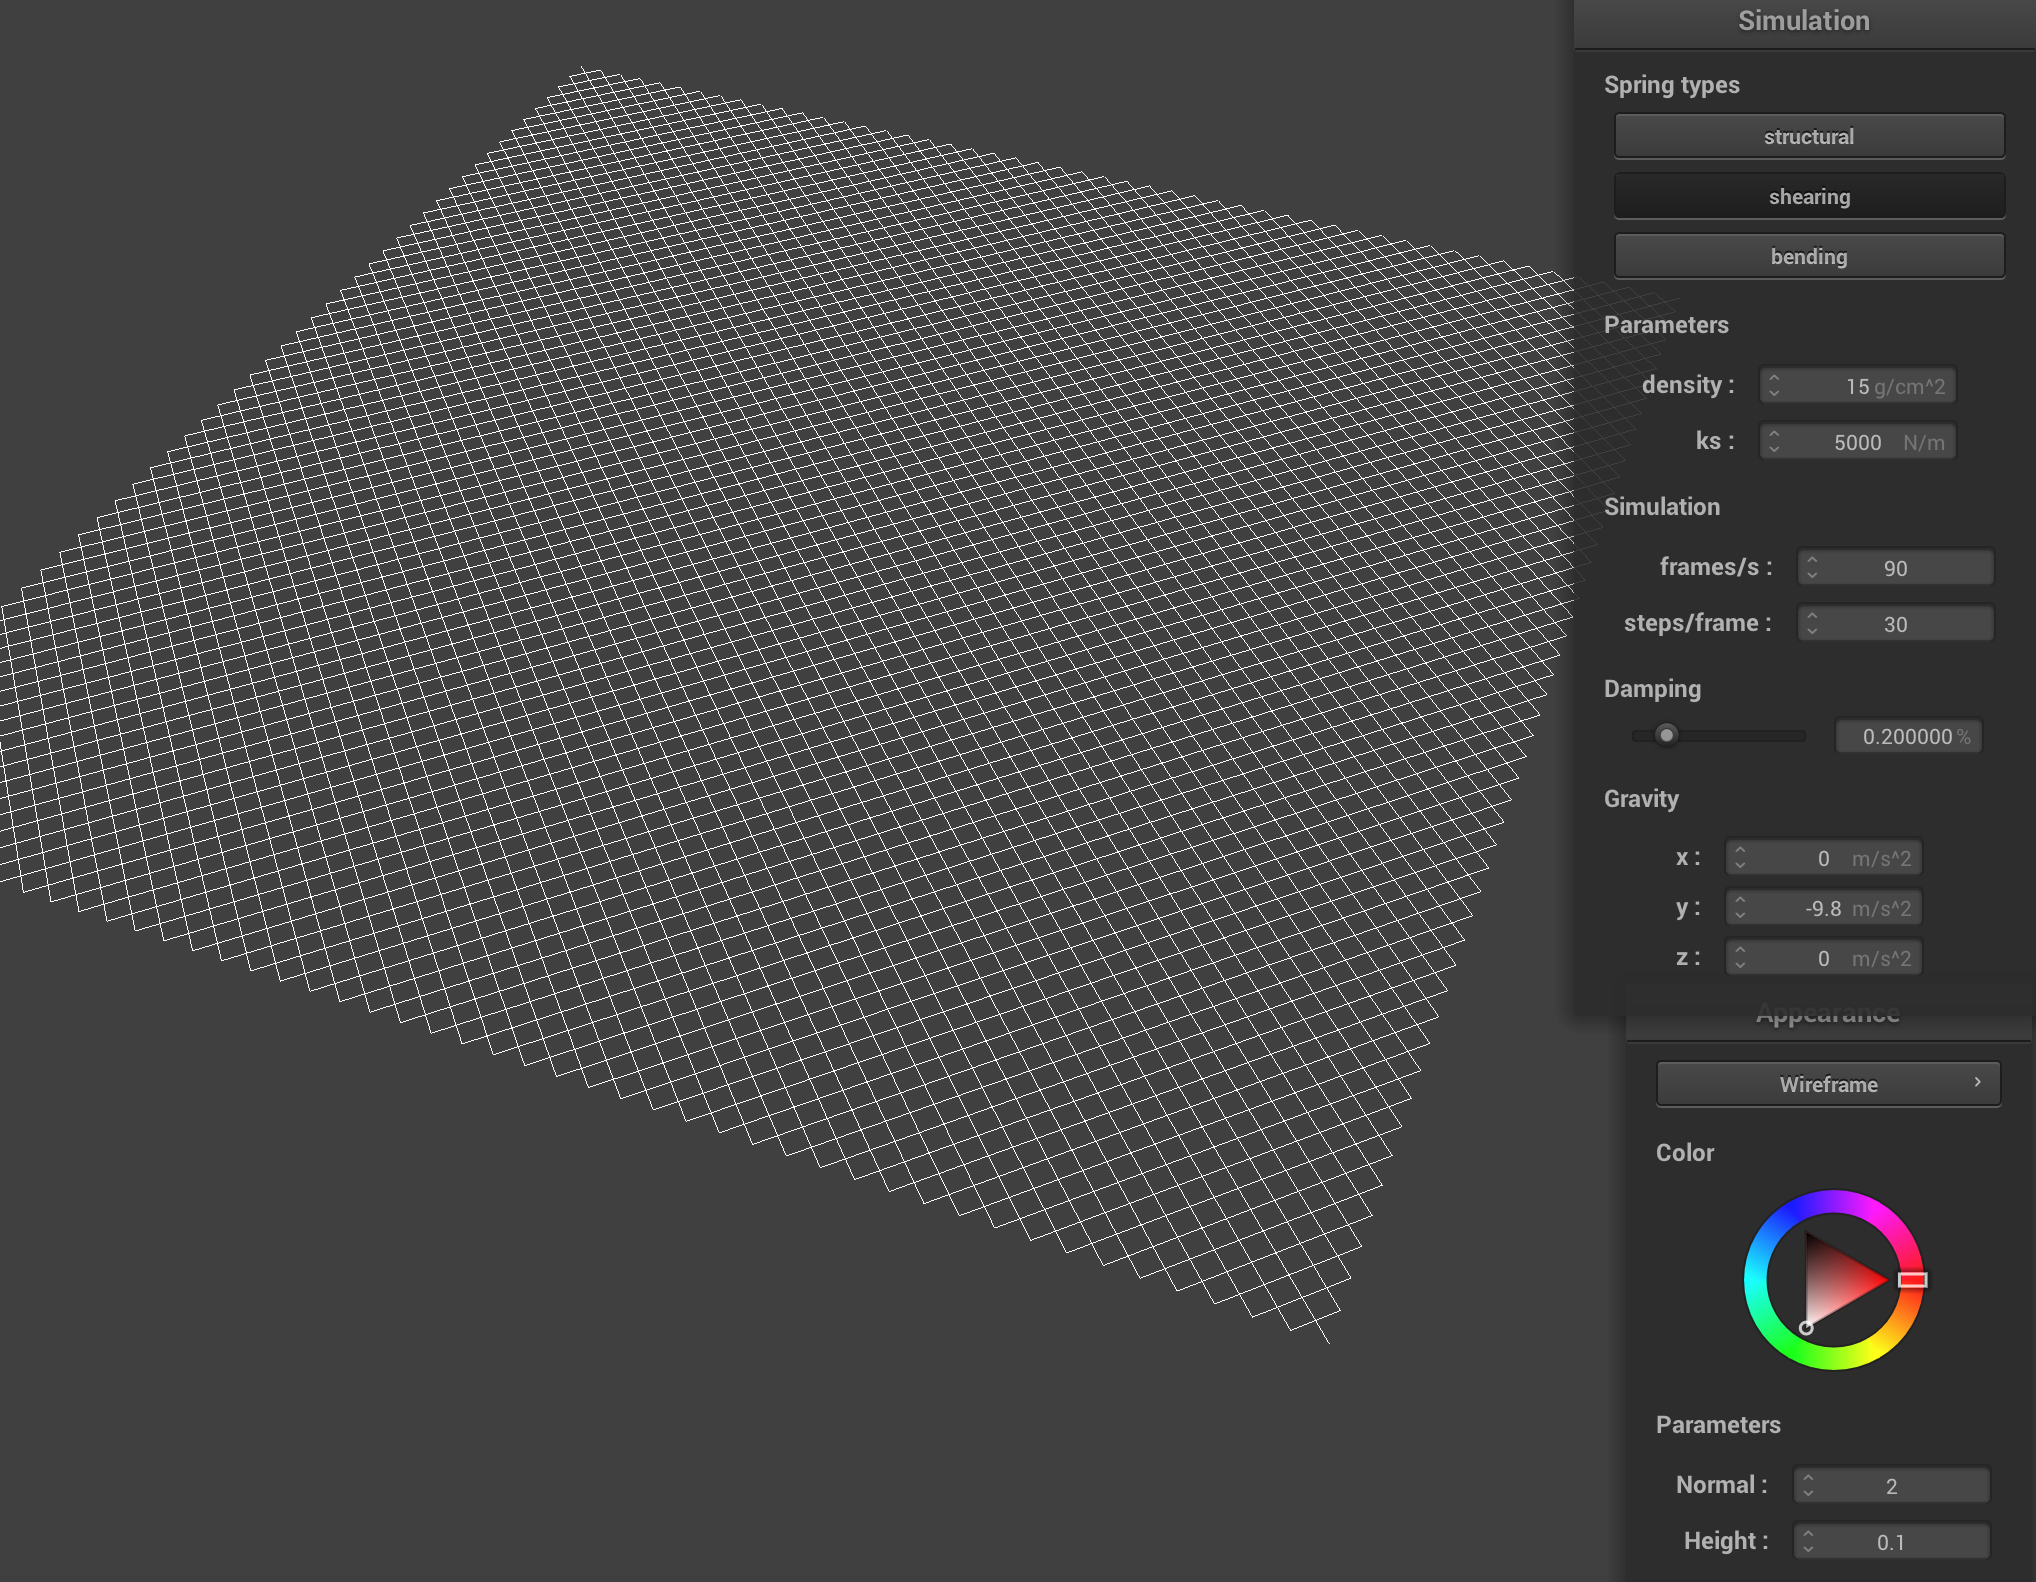 Simulation
Spring types
structural
shearing
bending
Parameters
density : 15 g/cm^2
ks : 5000 N/m
Simulation
frames/s : 90
steps/frame : 30
Damping
0.200000 %
Gravity
x : 0 m/s^2
y : -9.8 m/s^2
z : 0 m/s^2
Appearance
Wireframe
Color
Parameters
Normal : 2
Height : 0.1